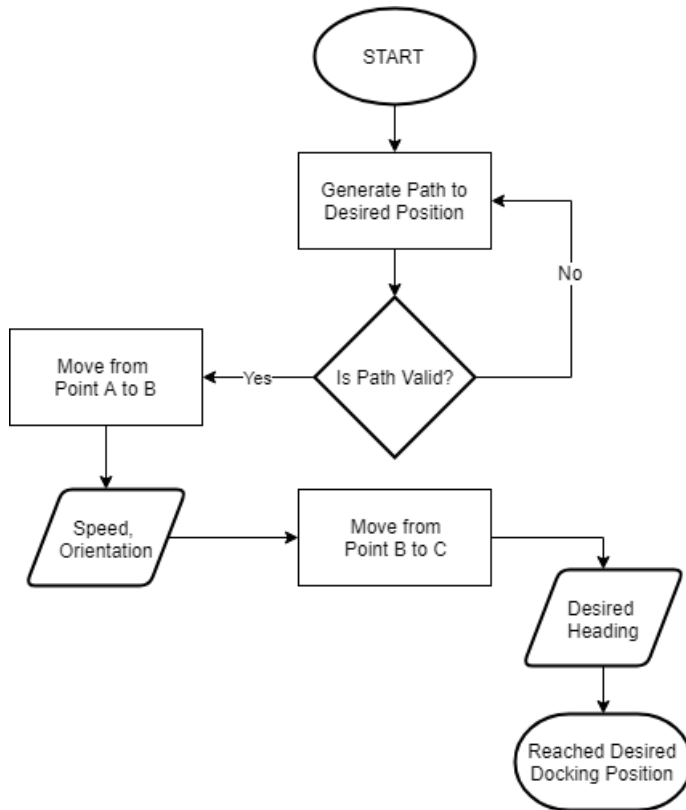 START
Generate Path to
Desired Position
No
Is Path Valid?
Yes
Move from
Point A to B
Speed,
Orientation
Move from
Point B to C
Desired
Heading
Reached Desired
Docking Position